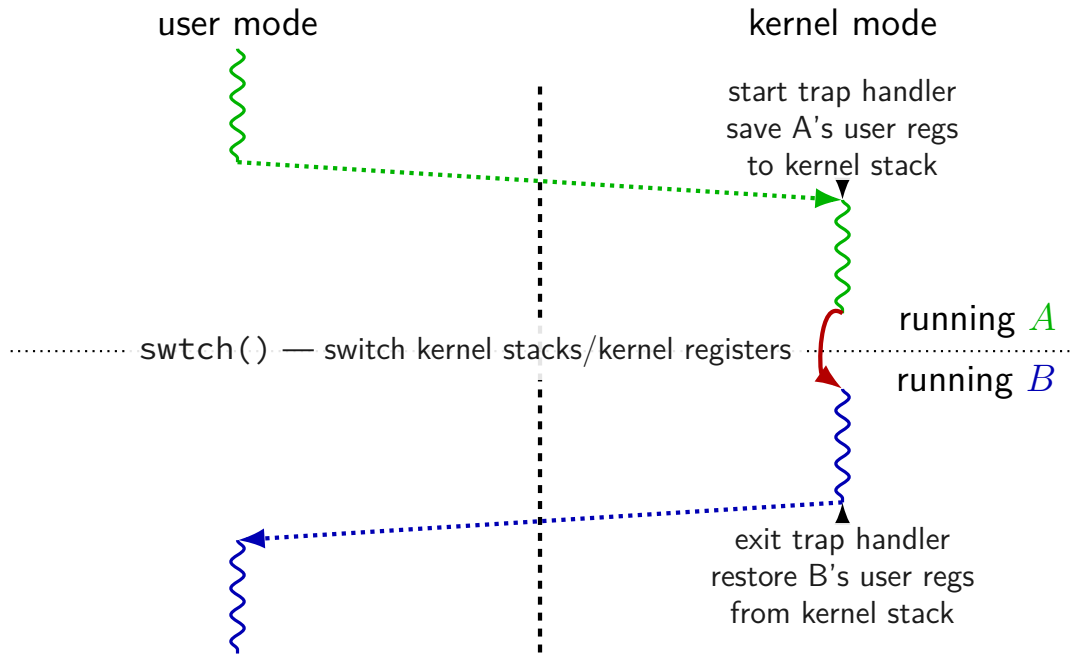 user mode
kernel mode
start trap handler
save A's user regs
to kernel stack
running A
swtch() — switch kernel stacks/kernel registers
running B
exit trap handler
restore B's user regs
from kernel stack